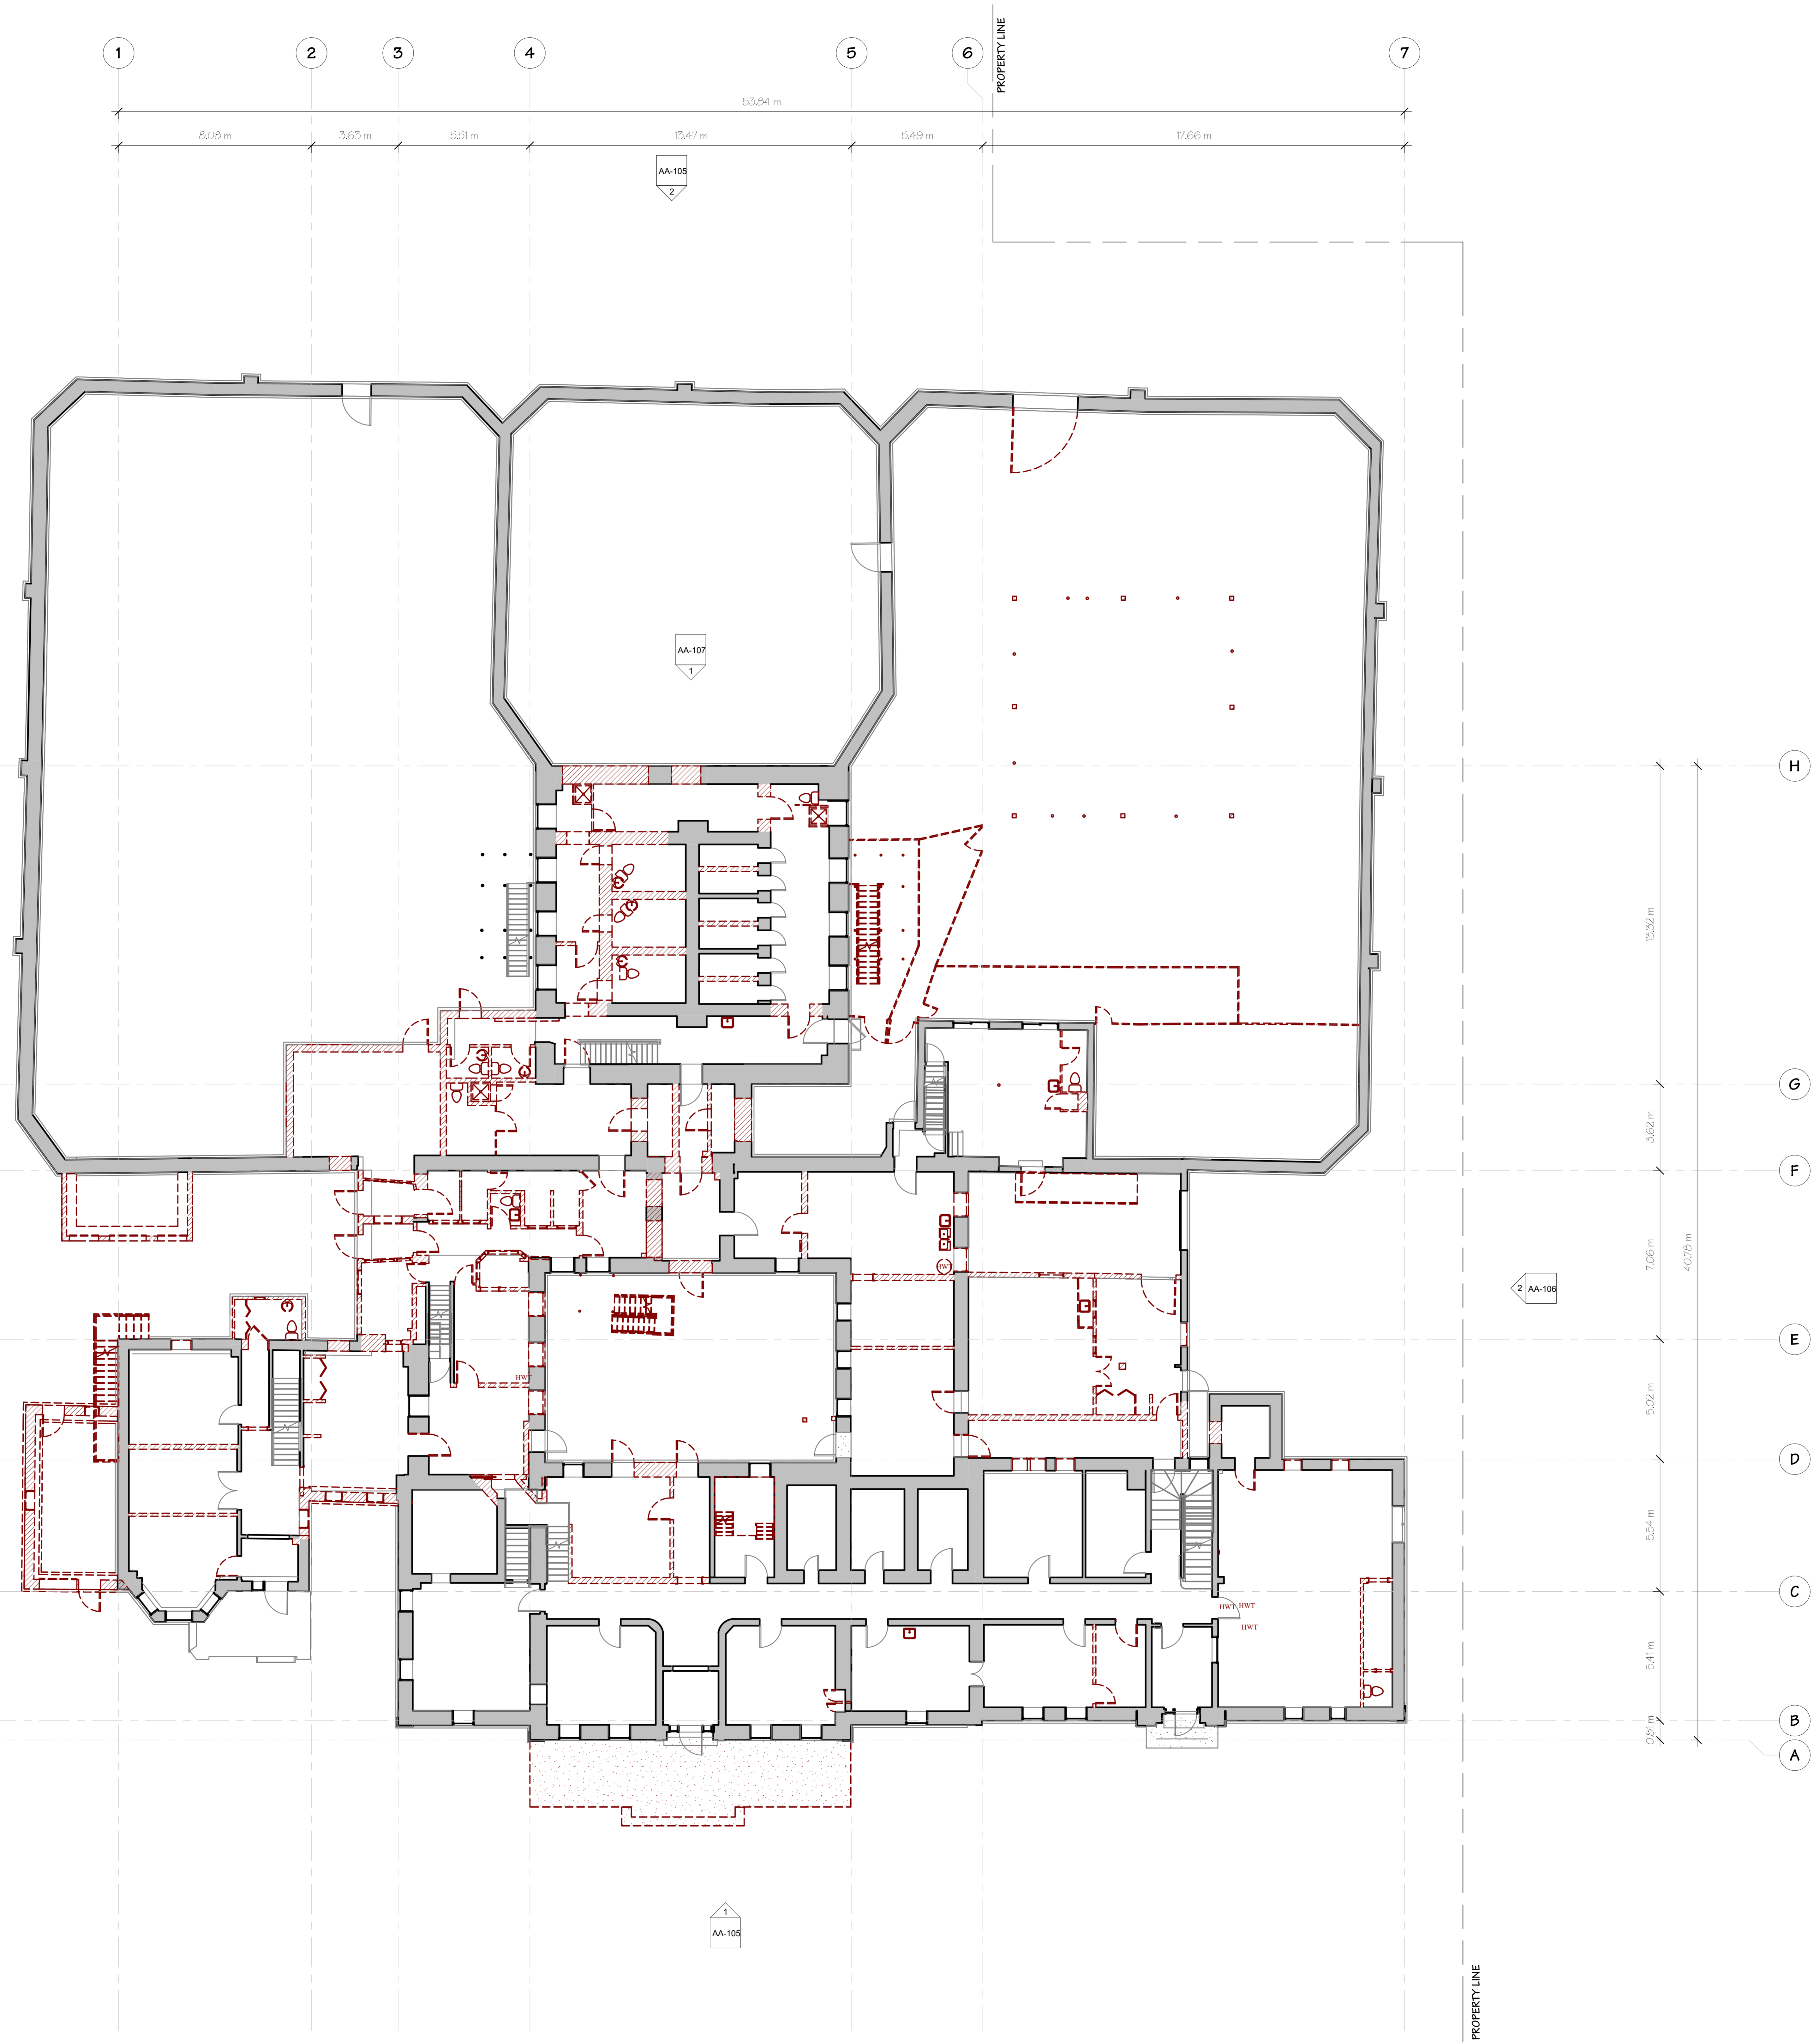 PROPERTY LINE
1 2 3 4 5 6 7
53.84 m
8.08 m 3.63 m 5.51 m 13.47 m 5.49 m 17.66 m
AA-105
2
AA-107
1
H
13.32 m
G
3.62 m
F
7.06 m
40.78 m
HWT
2 AA-106
E
HWT
5.02 m
D
5.54 m
C
HWT HWT
HWT
5.41 m
B
0.81 m
A
1
AA-105
PROPERTY LINE